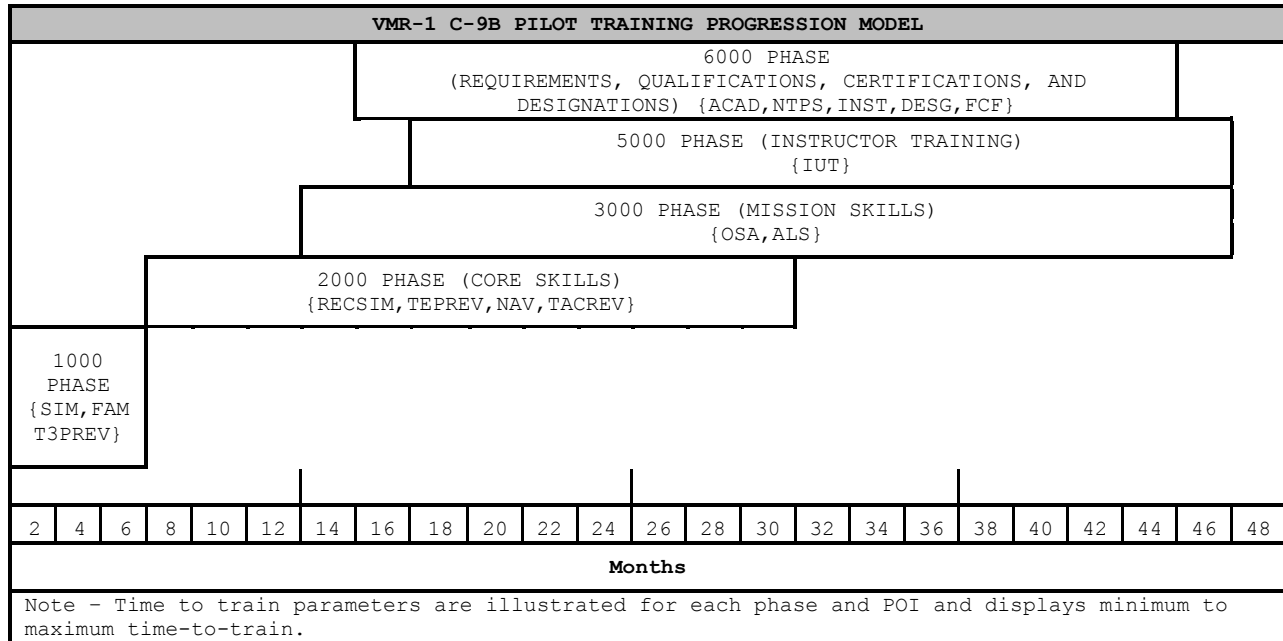 VMR-1 C-9B PILOT TRAINING PROGRESSION MODEL
6000 PHASE
(REQUIREMENTS, QUALIFICATIONS, CERTIFICATIONS, AND
DESIGNATIONS) {ACAD,NTPS,INST,DESG,FCF}
5000 PHASE (INSTRUCTOR TRAINING)
{IUT}
3000 PHASE (MISSION SKILLS)
{OSA,ALS}
2000 PHASE (CORE SKILLS)
{RECSIM,TEPREV,NAV,TACREV}
1000
PHASE
{SIM,FAM
T3PREV}
2 4 6 8 10 12 14 16 18 20 22 24 26 28 30 32 34 36 38 40 42 44 46 48
Months
Note – Time to train parameters are illustrated for each phase and POI and displays minimum to
maximum time-to-train.